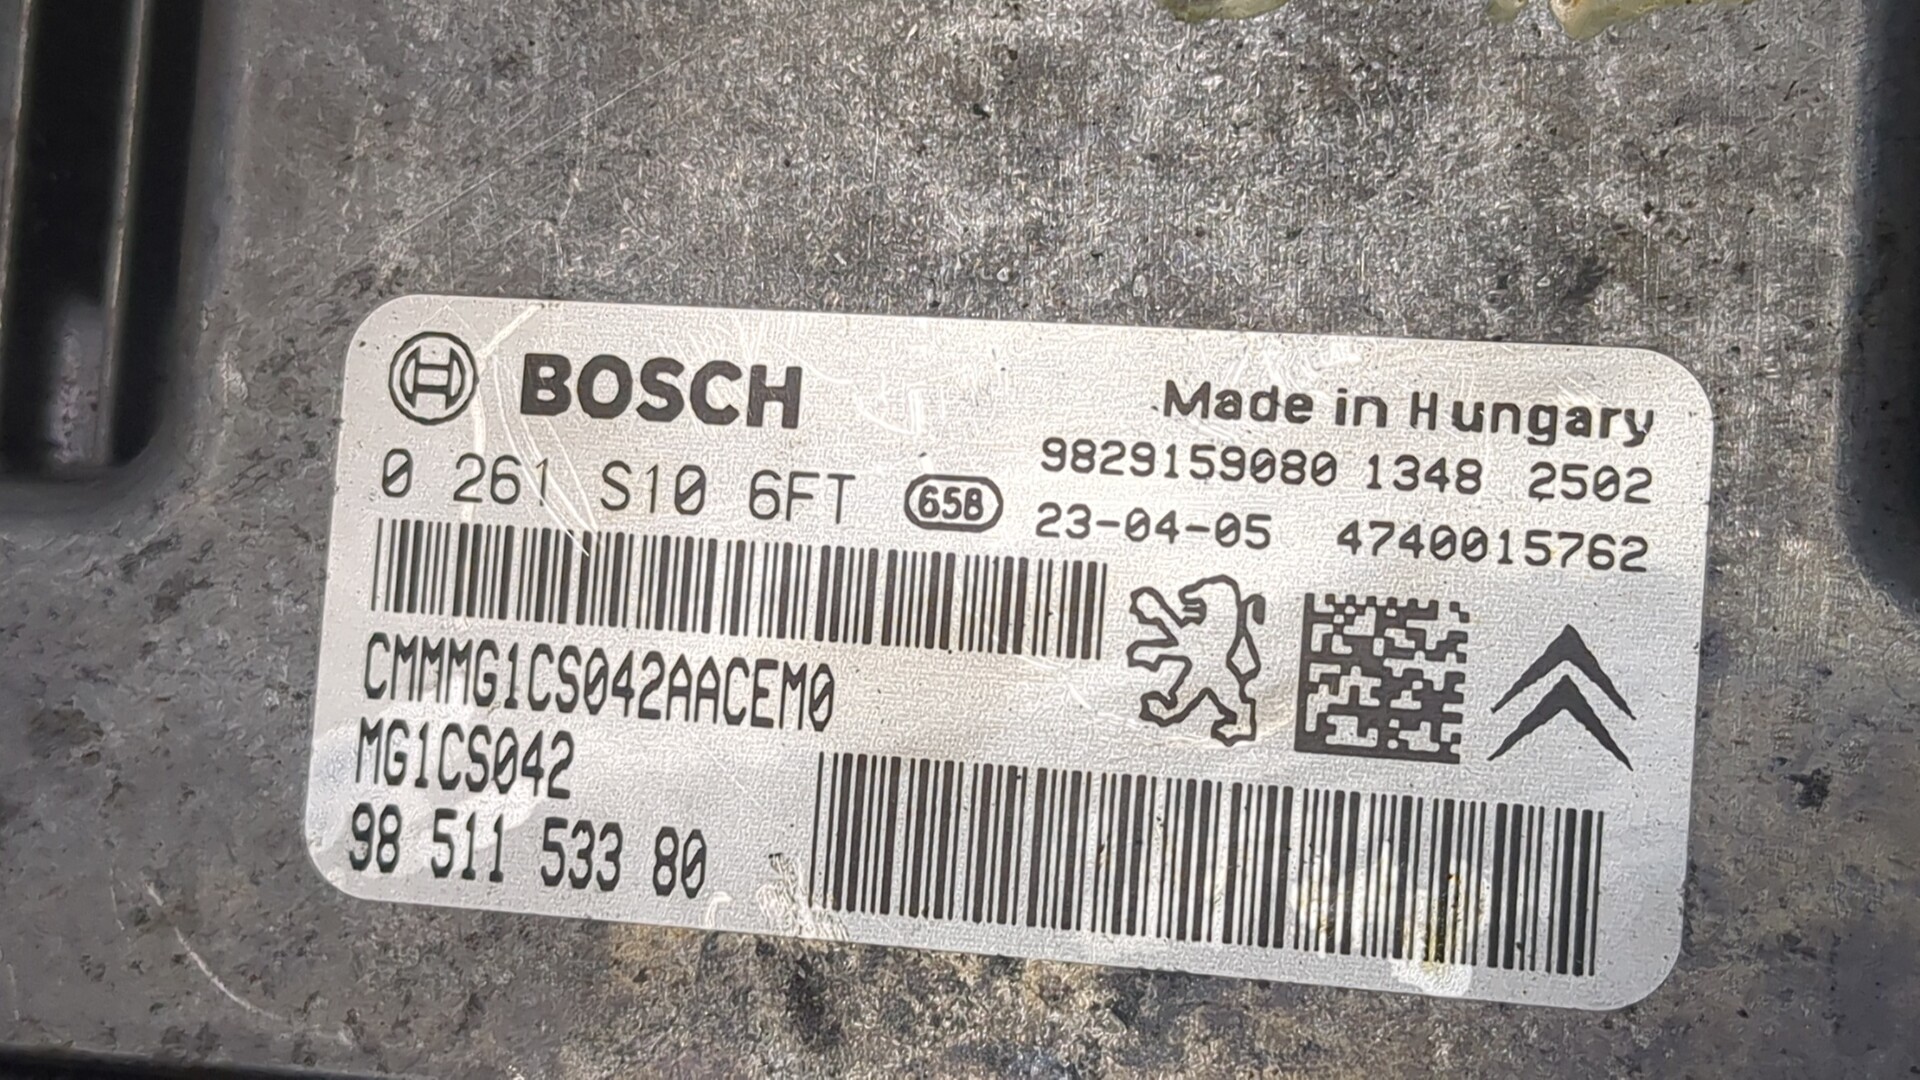 BOSCH
Made in Hungary
9829159080 1348 2502
0 261 S10 6FT 658
23-04-05 4740015762
CMMMG1CS042AACEM0
MG1CS042
98 511 533 80